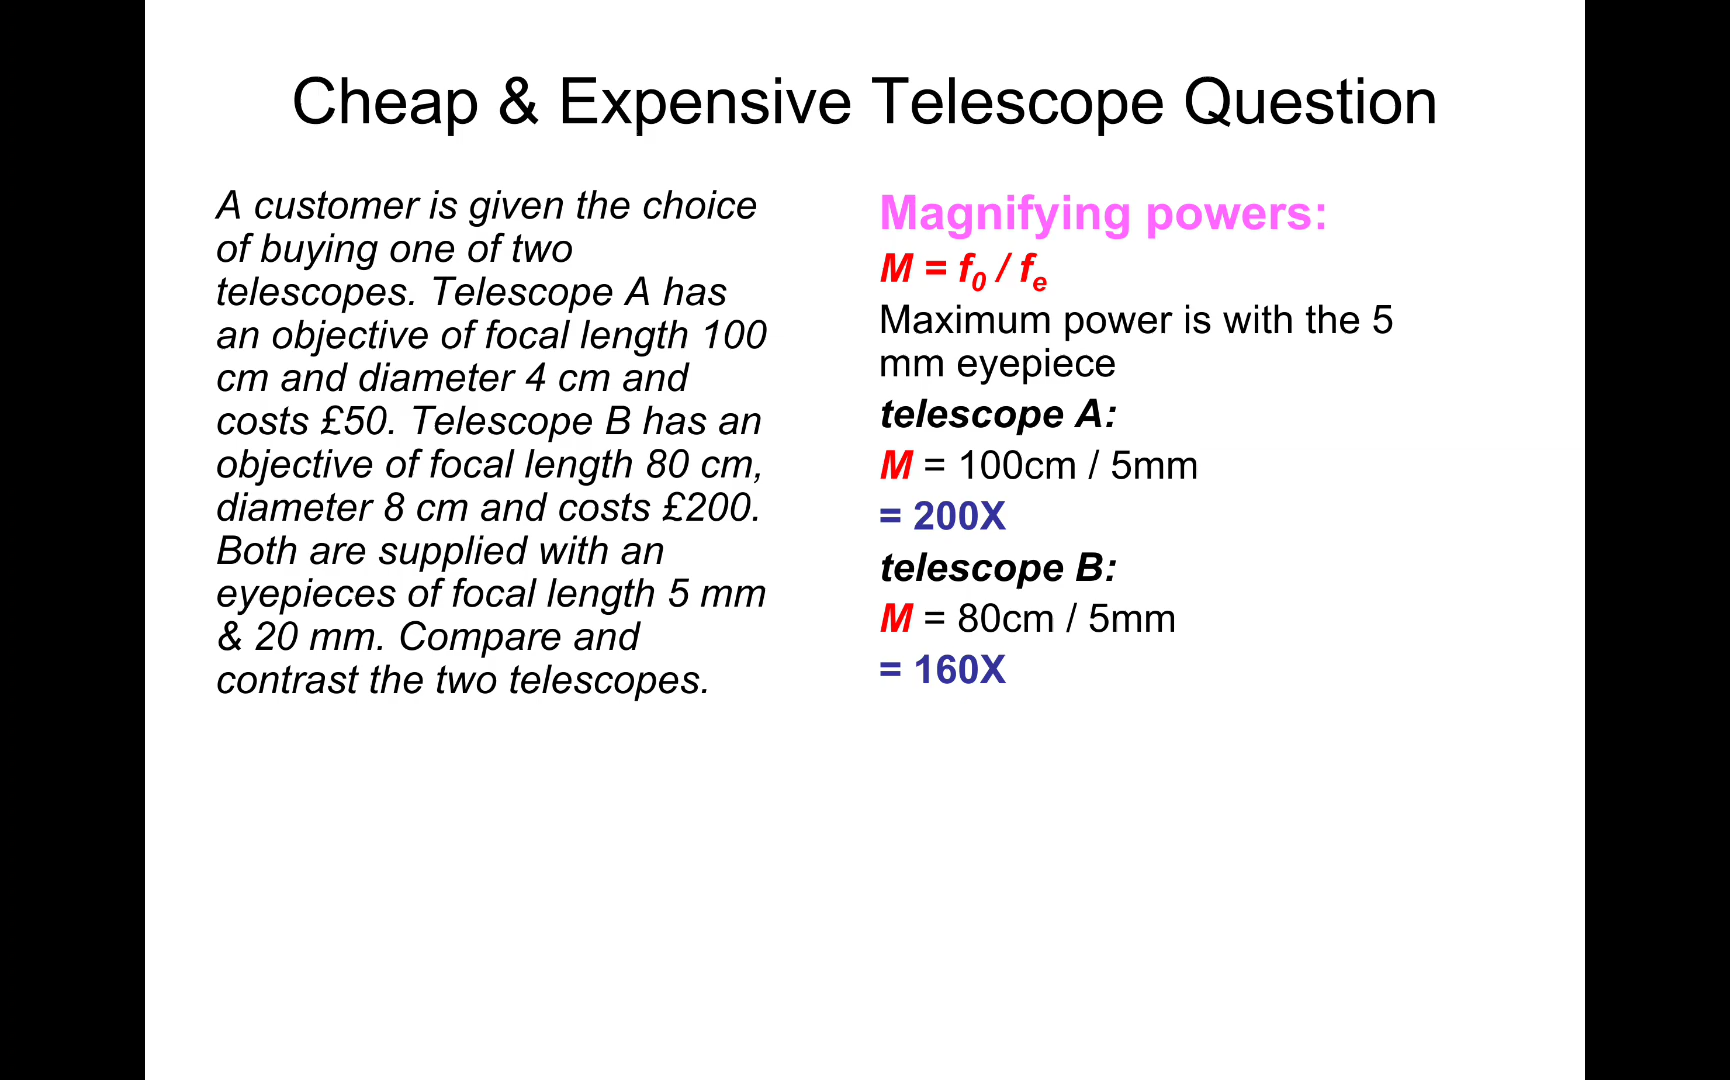 Cheap & Expensive Telescope Question
A customer is given the choice
of buying one of two
telescopes. Telescope A has
an objective of focal length 100
cm and diameter 4 cm and
costs £50. Telescope B has an
objective of focal length 80 cm,
diameter 8 cm and costs £200.
Both are supplied with an
eyepieces of focal length 5 mm
& 20 mm. Compare and
contrast the two telescopes.
Magnifying powers:
M = f0 / fe
Maximum power is with the 5
mm eyepiece
telescope A:
M = 100cm / 5mm
= 200X
telescope B:
M = 80cm / 5mm
= 160X